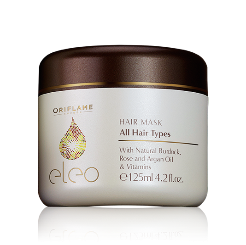 ORIFLAME
eleo
HAIR MASK
All Hair Types
With Natural Burdock,
Rose and Argan Oil
& Vitamins
℮125ml 4.2fl.oz.